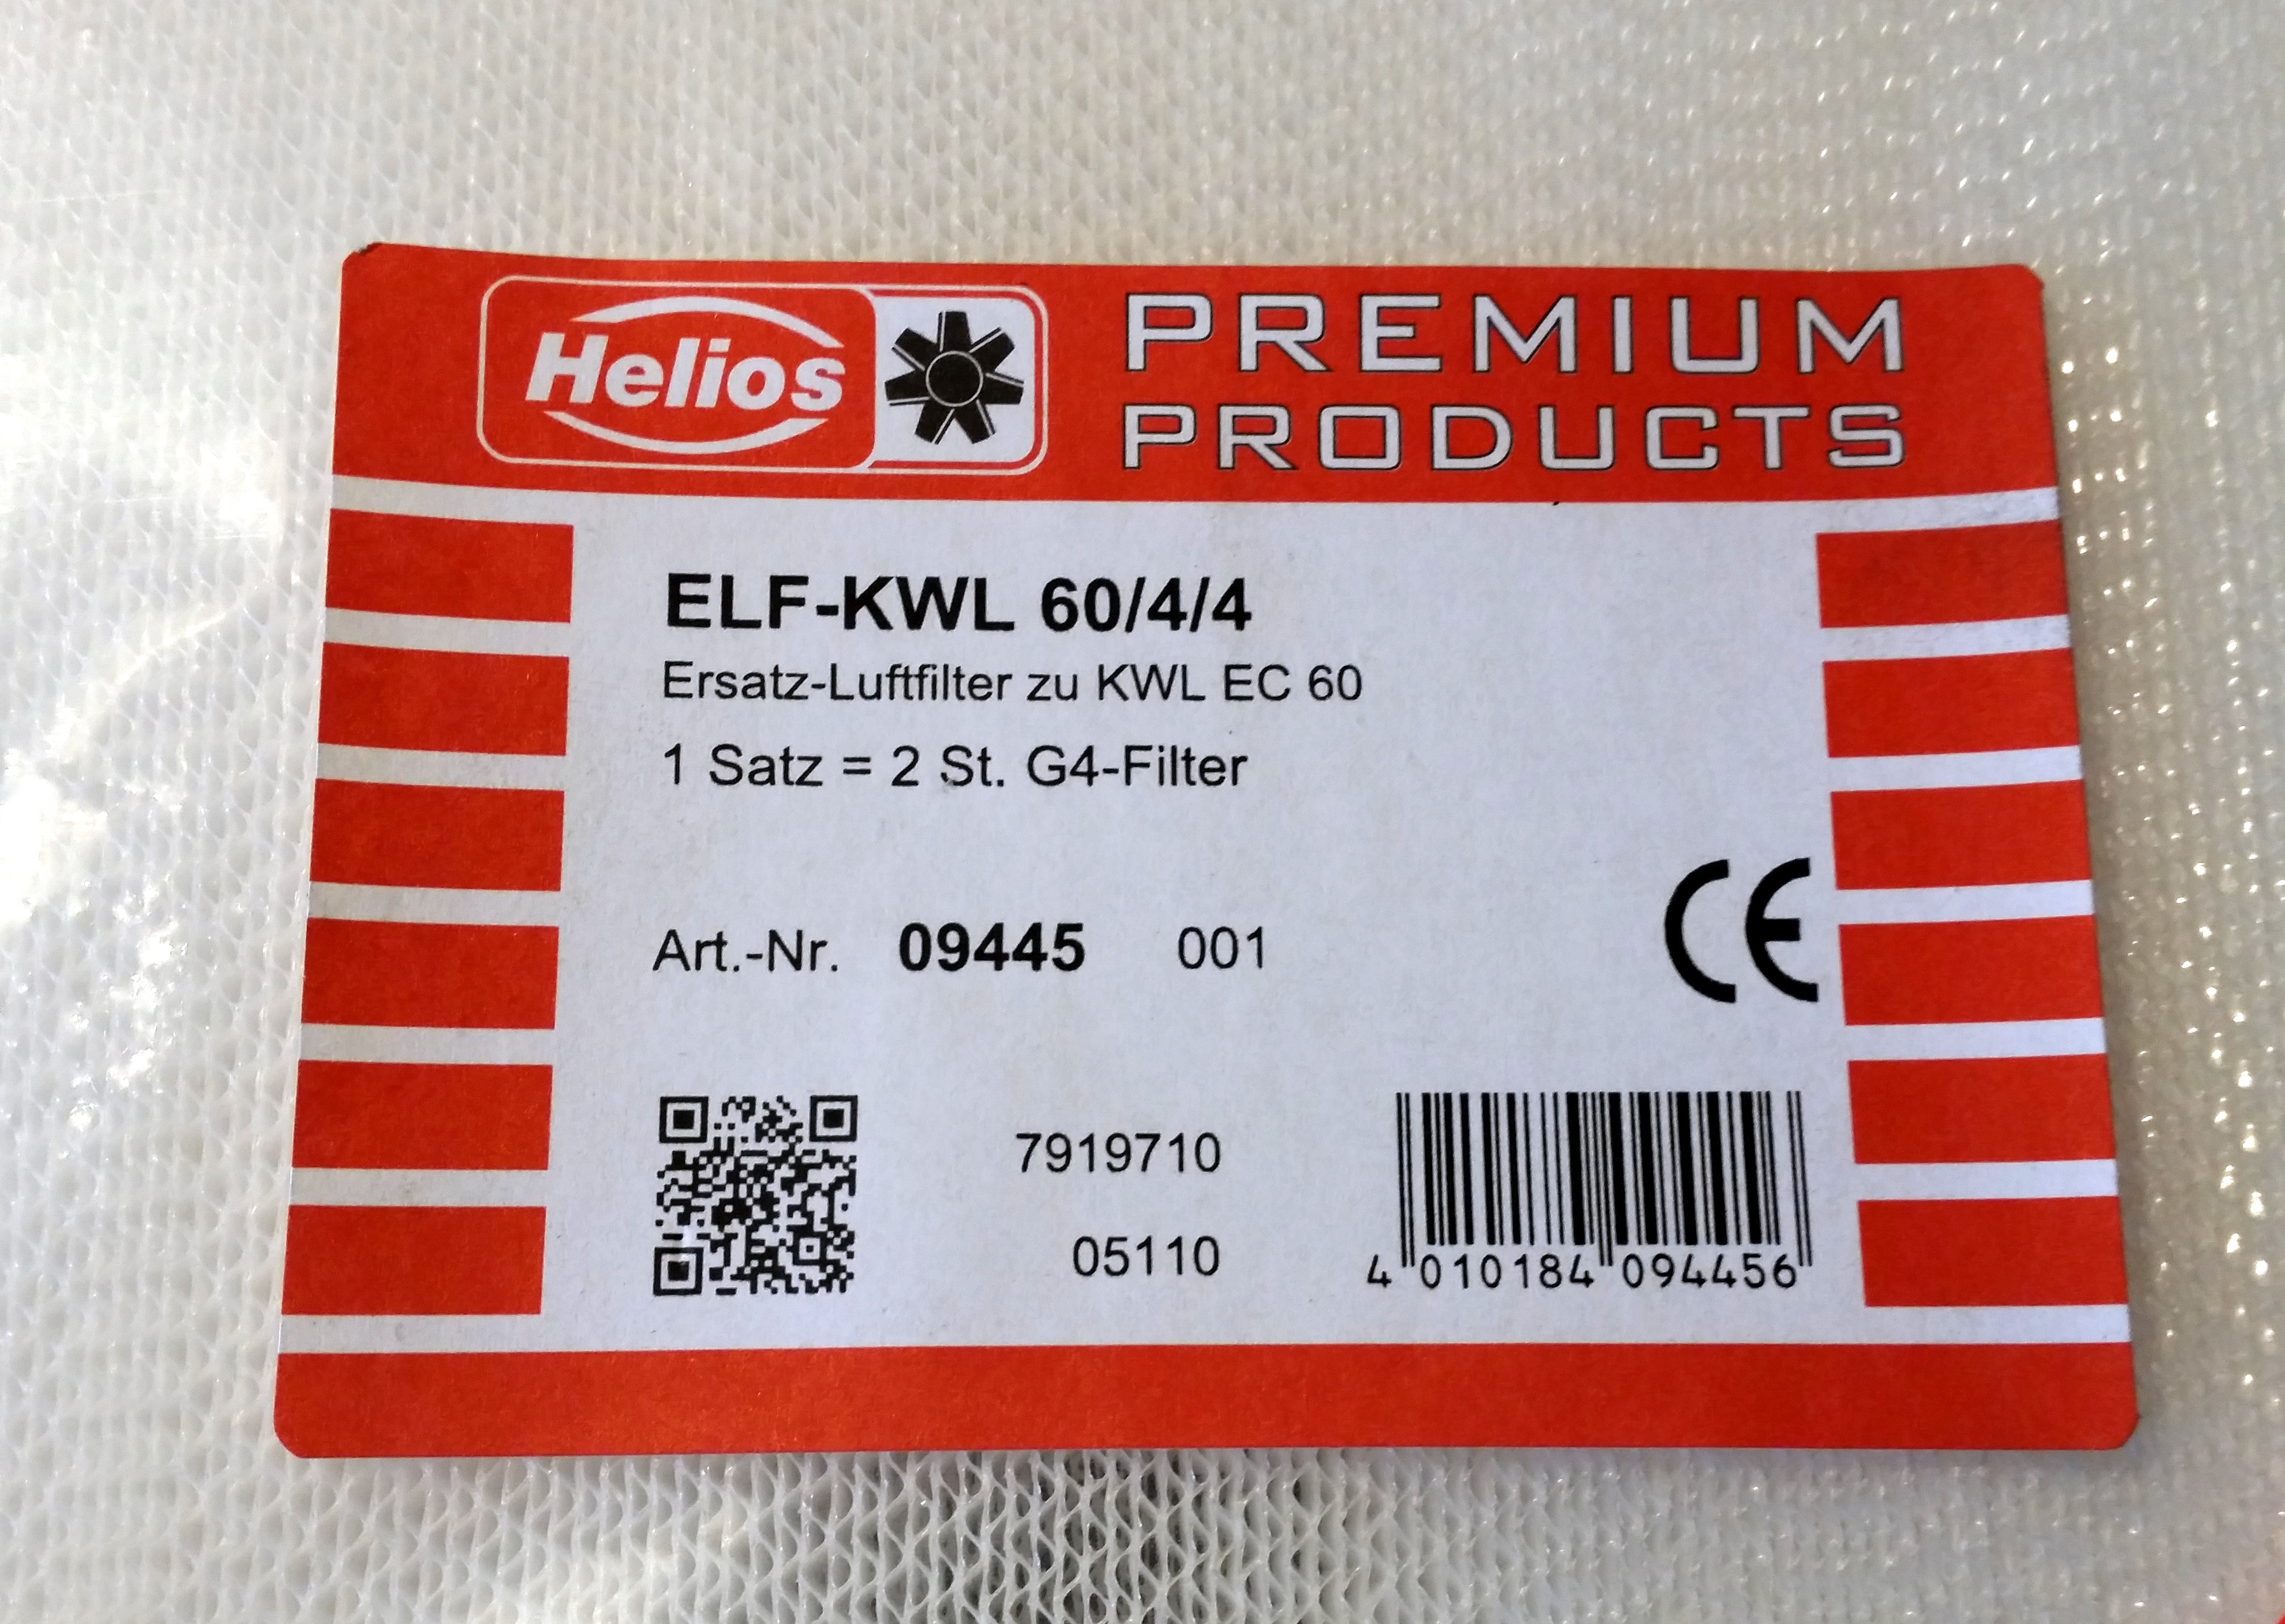 Helios
PREMIUM
PRODUCTS
ELF-KWL 60/4/4
Ersatz-Luftfilter zu KWL EC 60
1 Satz = 2 St. G4-Filter
Art.-Nr. 09445 001
CE
7919710
05110
4 010184 094456